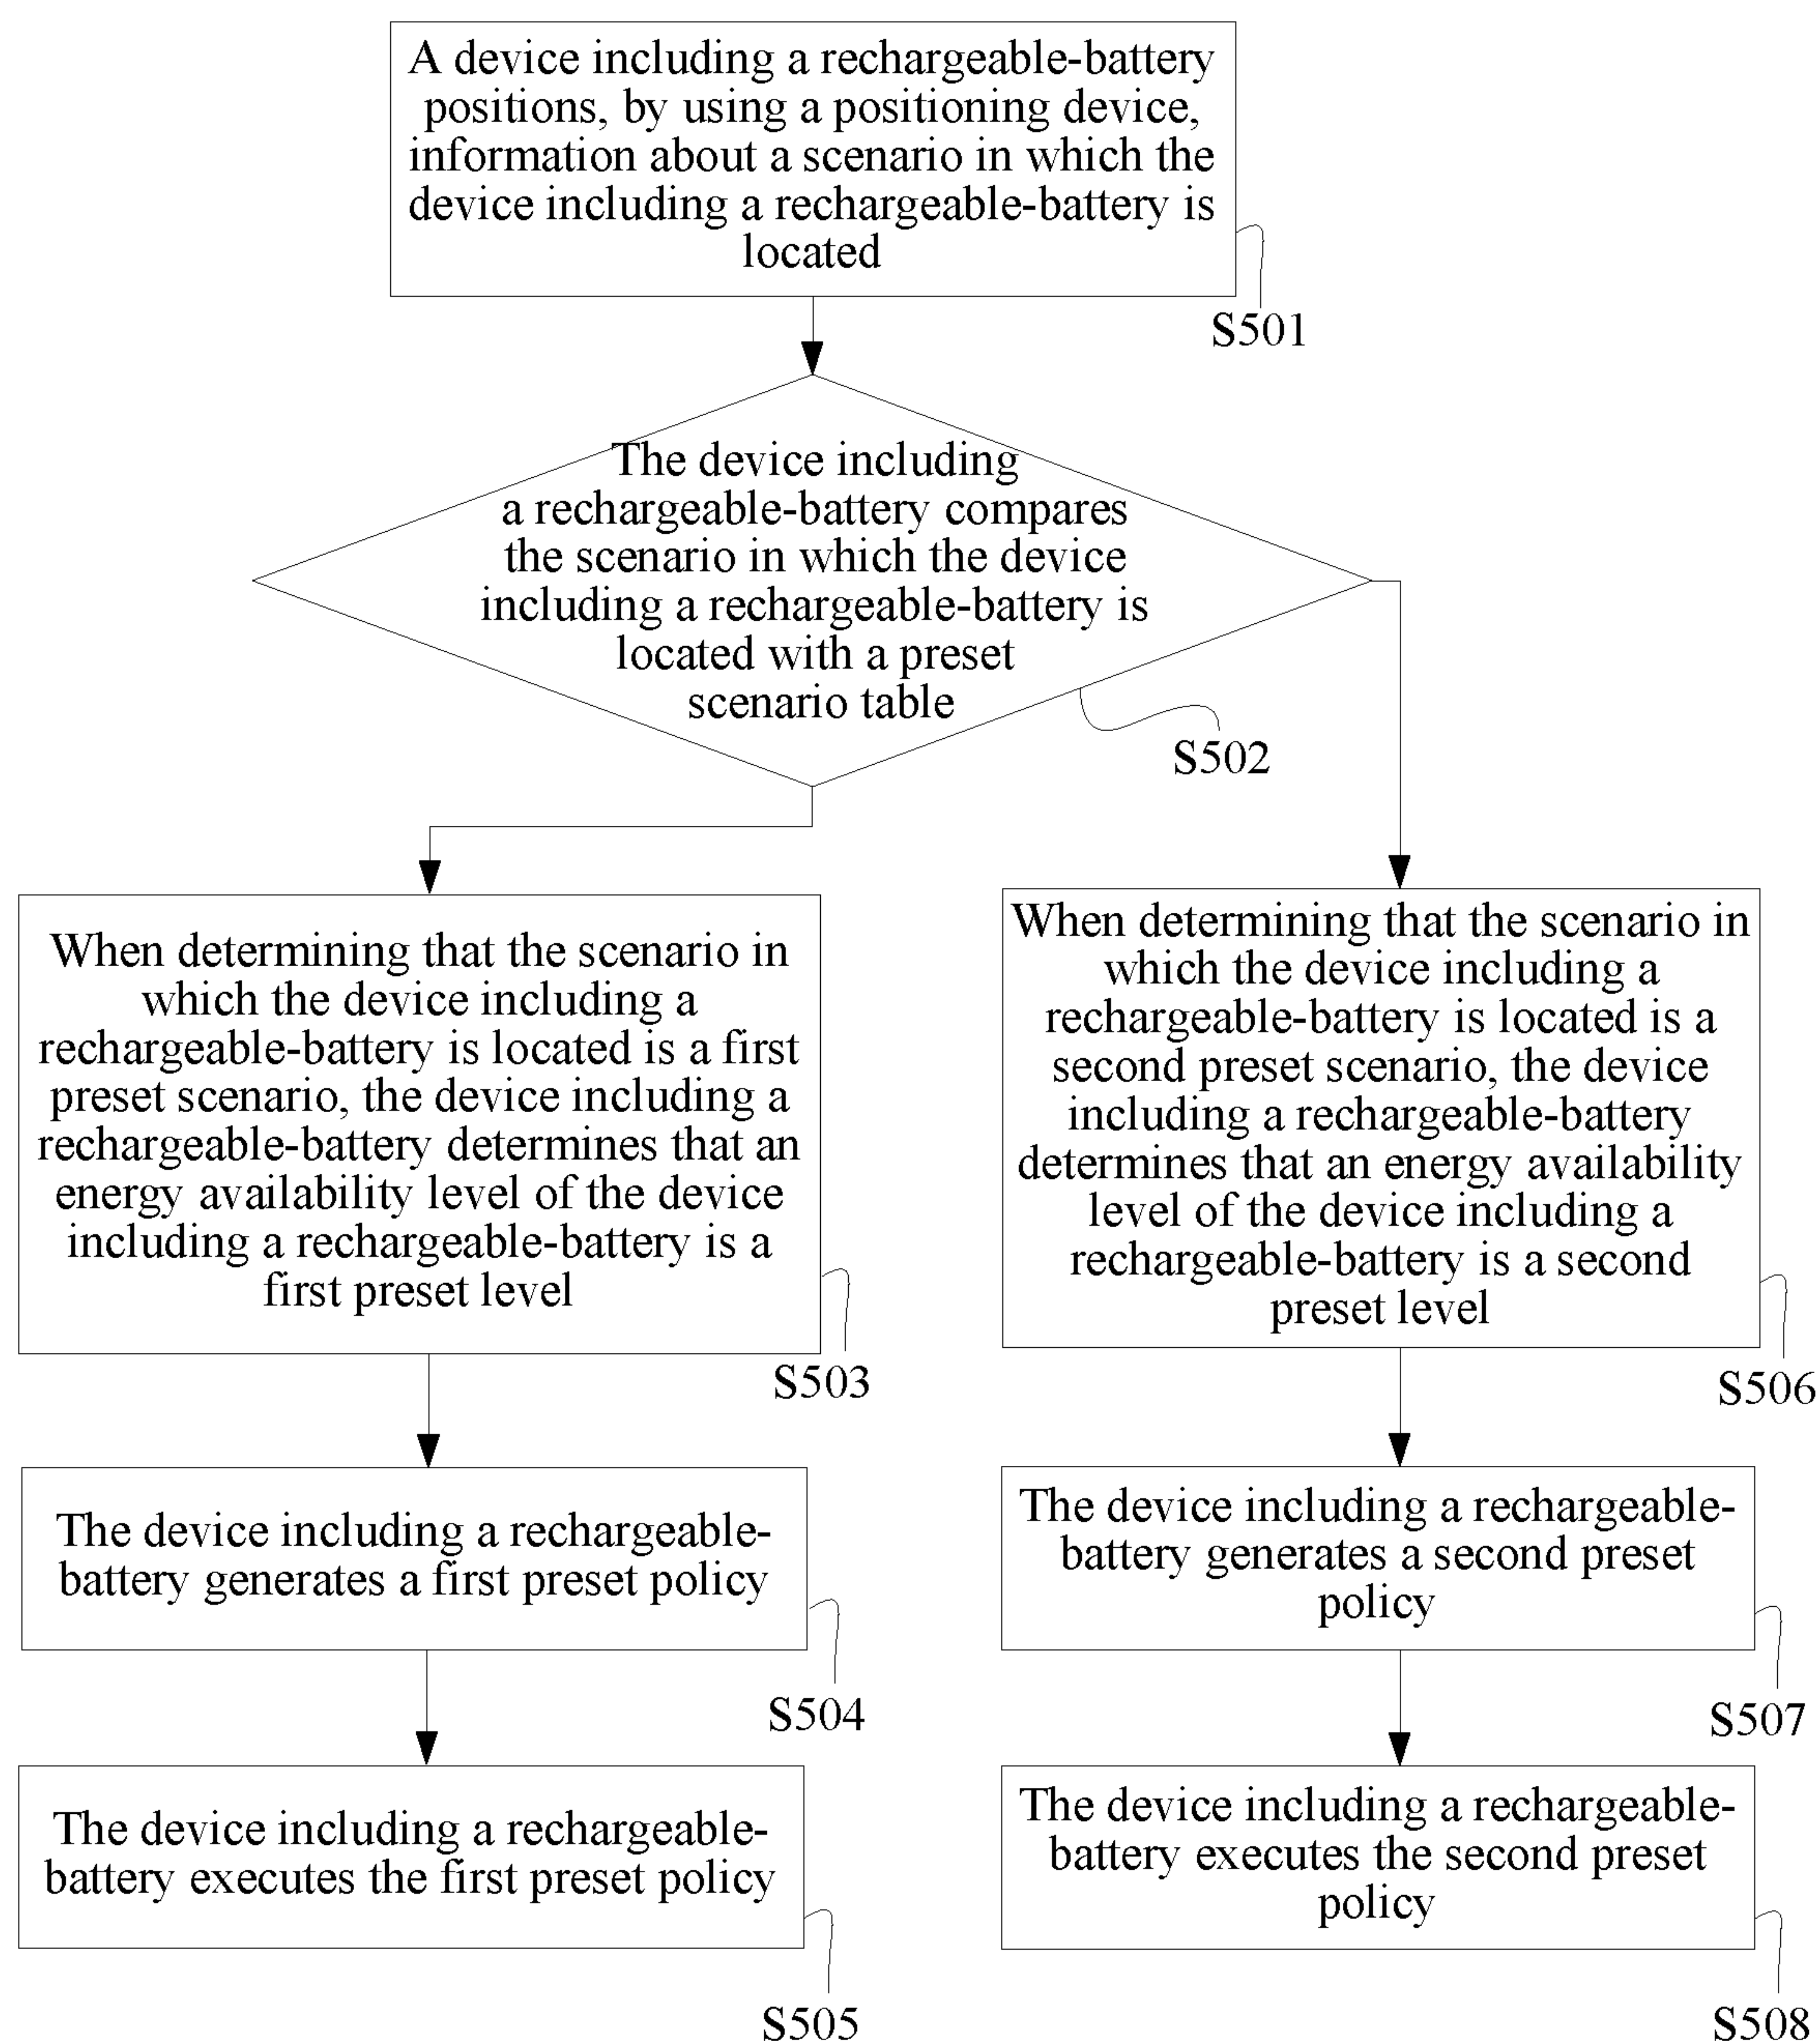 A device including a rechargeable-battery
positions, by using a positioning device,
information about a scenario in which the
device including a rechargeable-battery is
located
S501
The device including
a rechargeable-battery compares
the scenario in which the device
including a rechargeable-battery is
located with a preset
scenario table
S502
When determining that the scenario in
which the device including a
rechargeable-battery is located is a first
preset scenario, the device including a
rechargeable-battery determines that an
energy availability level of the device
including a rechargeable-battery is a
first preset level
S503
The device including a rechargeable-
battery generates a first preset policy
S504
The device including a rechargeable-
battery executes the first preset policy
S505
When determining that the scenario in
which the device including a
rechargeable-battery is located is a
second preset scenario, the device
including a rechargeable-battery
determines that an energy availability
level of the device including a
rechargeable-battery is a second
preset level
S506
The device including a rechargeable-
battery generates a second preset
policy
S507
The device including a rechargeable-
battery executes the second preset
policy
S508